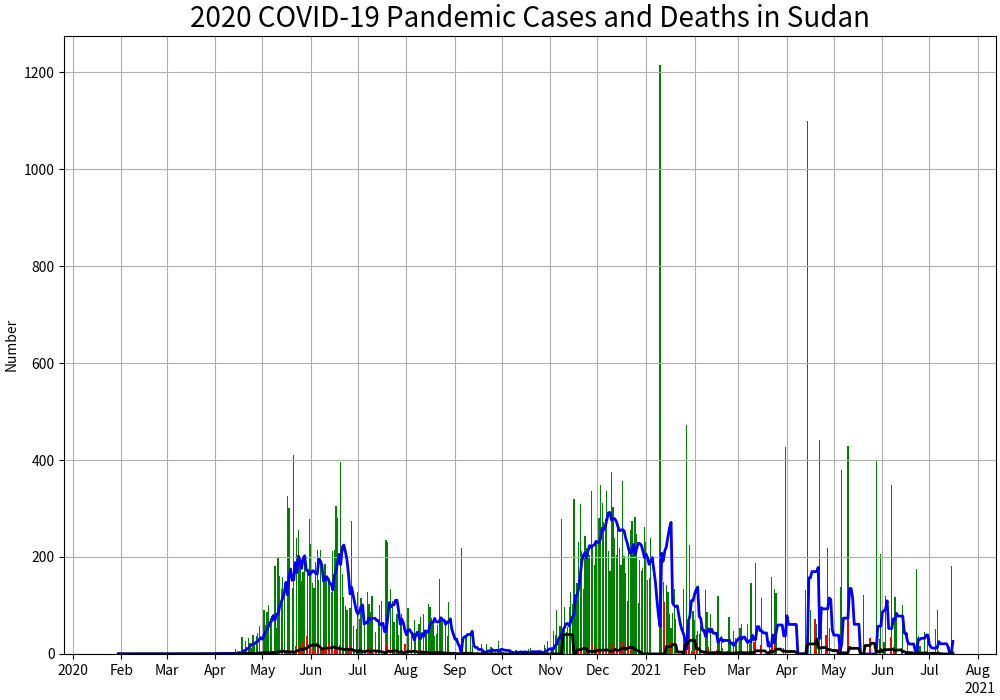 2020 COVID-19 Pandemic Cases and Deaths in Sudan
Number
1200
1000
800
600
400
200
0
2020 Feb Mar Apr May Jun Jul Aug Sep Oct Nov Dec 2021 Feb Mar Apr May Jun Jul Aug
2021